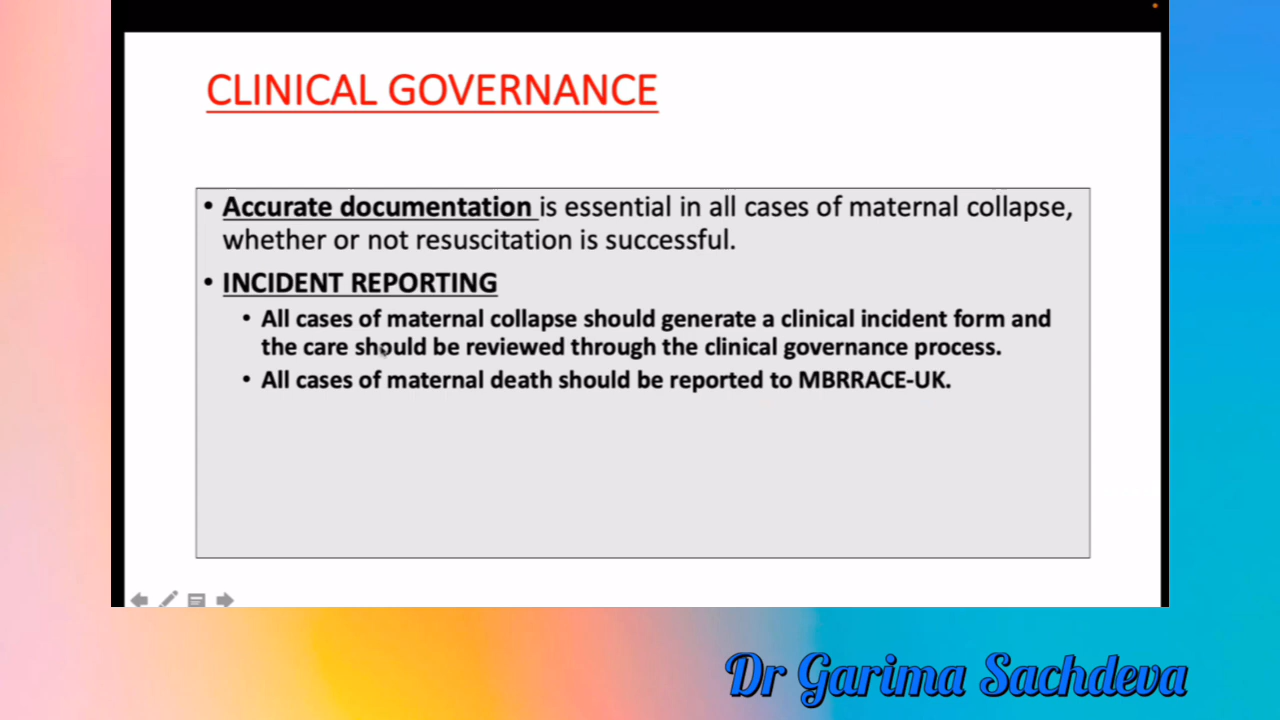 CLINICAL GOVERNANCE
• Accurate documentation is essential in all cases of maternal collapse,
whether or not resuscitation is successful.
• INCIDENT REPORTING
• All cases of maternal collapse should generate a clinical incident form and
the care should be reviewed through the clinical governance process.
• All cases of maternal death should be reported to MBRRACE-UK.
Dr Garima Sachdeva